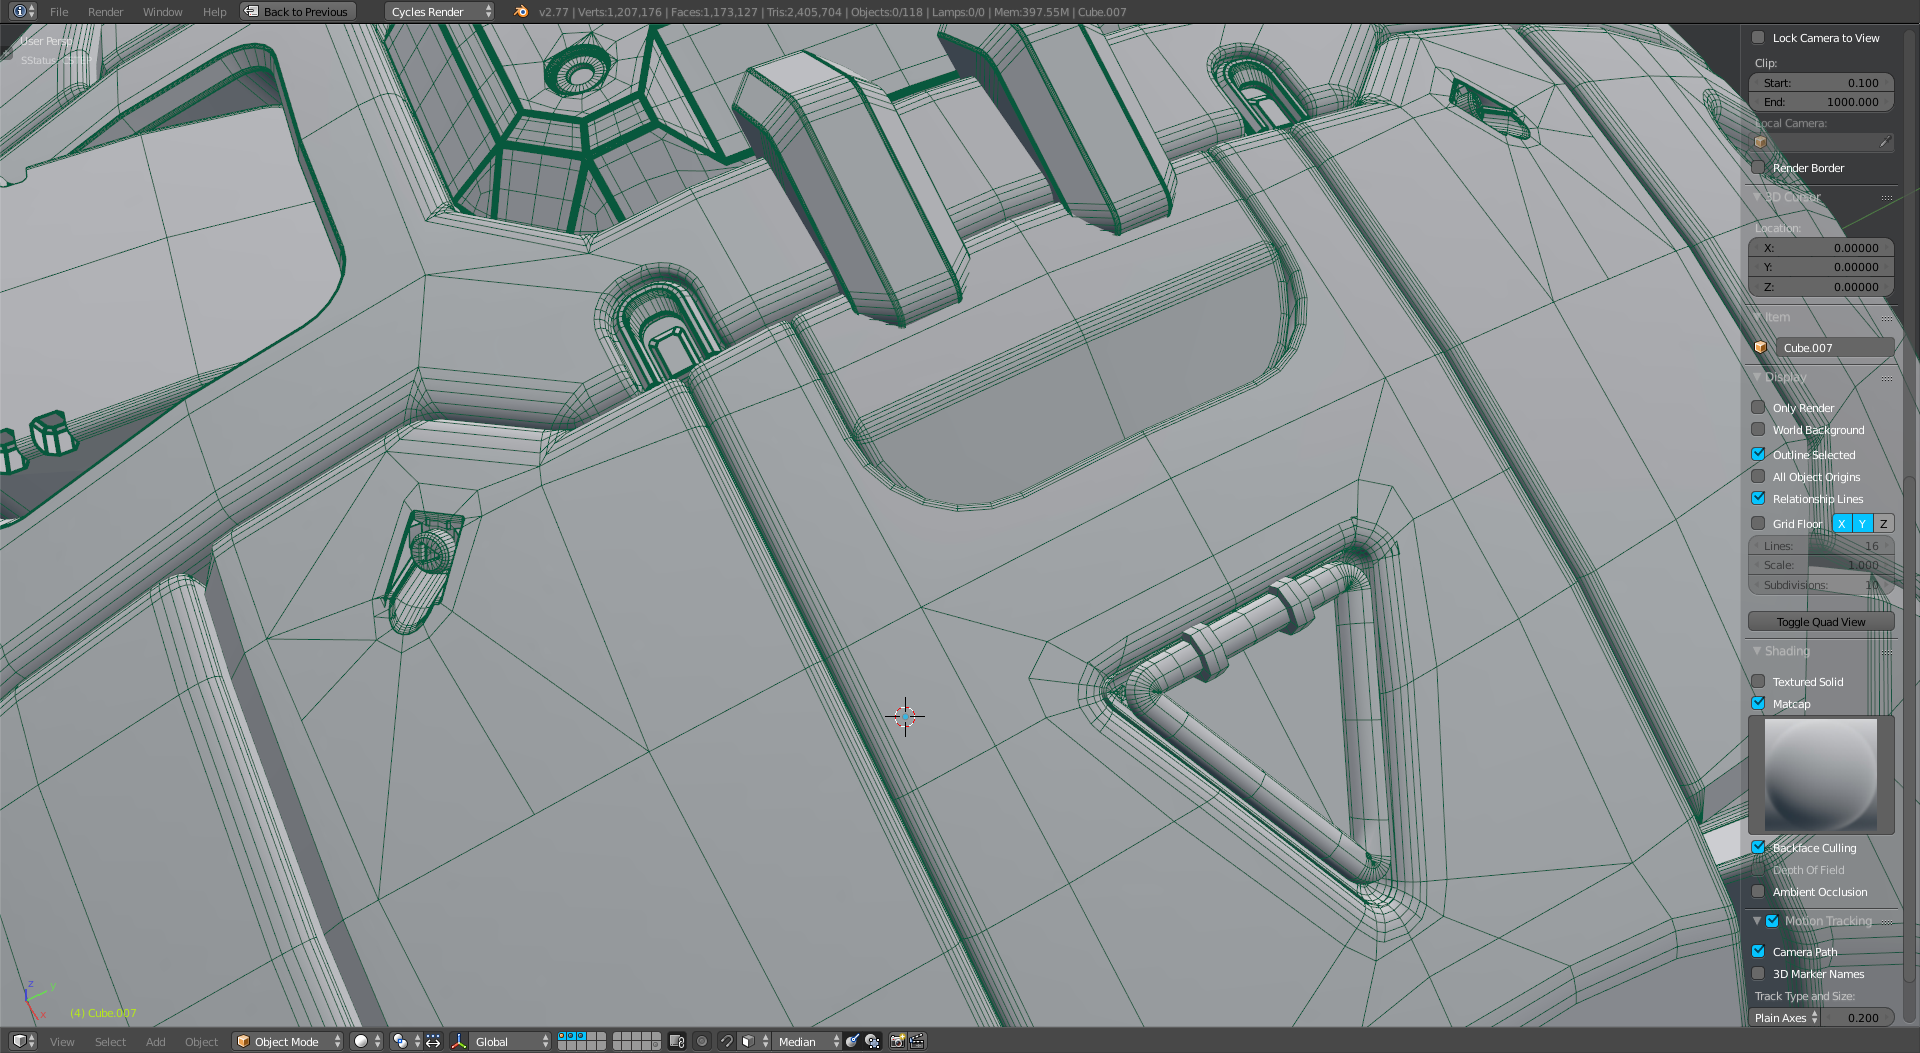 File Render Window Help Back to Previous Cycles Render v2.77 | Verts:1,207,176 | Faces:1,173,127 | Tris:2,405,704 | Objects:0/118 | Lamps:0/0 | Mem:397.55M | Cube.007
User Persp
Lock Camera to View
Clip:
Start: 0.100
End: 1000.000
Local Camera:
Render Border
3D Cursor
Location:
X: 0.00000
Y: 0.00000
Z: 0.00000
Item
Cube.007
Display
Only Render
World Background
Outline Selected
All Object Origins
Relationship Lines
Grid Floor X Y Z
Lines: 16
Scale: 1.000
Subdivisions: 10
Toggle Quad View
Shading
Textured Solid
Matcap
Backface Culling
Depth Of Field
Ambient Occlusion
Motion Tracking
Camera Path
3D Marker Names
Track Type and Size:
Plain Axes 0.200
z
y
x
(4) Cube.007
View Select Add Object Object Mode Global Median